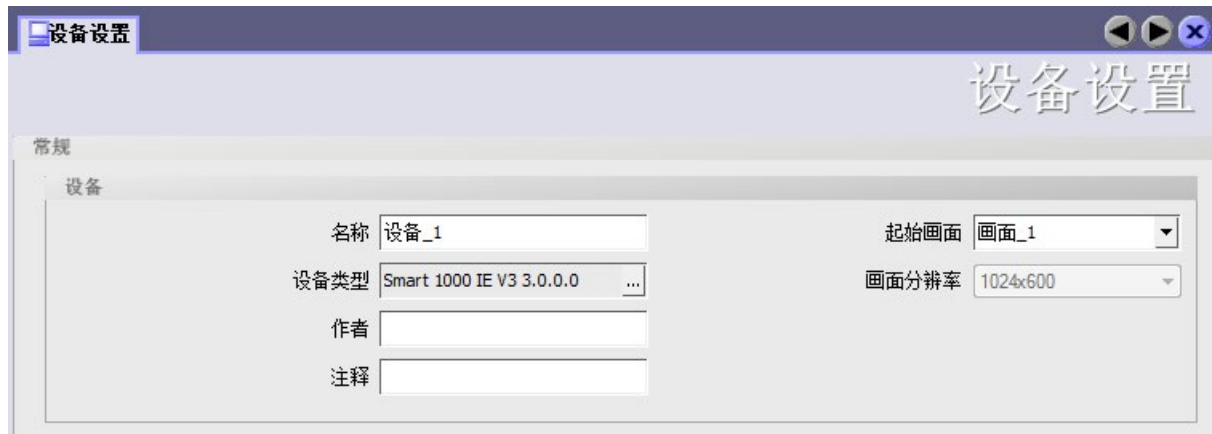 设备设置
设备设置
常规
设备
名称 设备_1 起始画面 画面_1
设备类型 Smart 1000 IE V3 3.0.0.0 ... 画面分辨率 1024x600
作者
注释